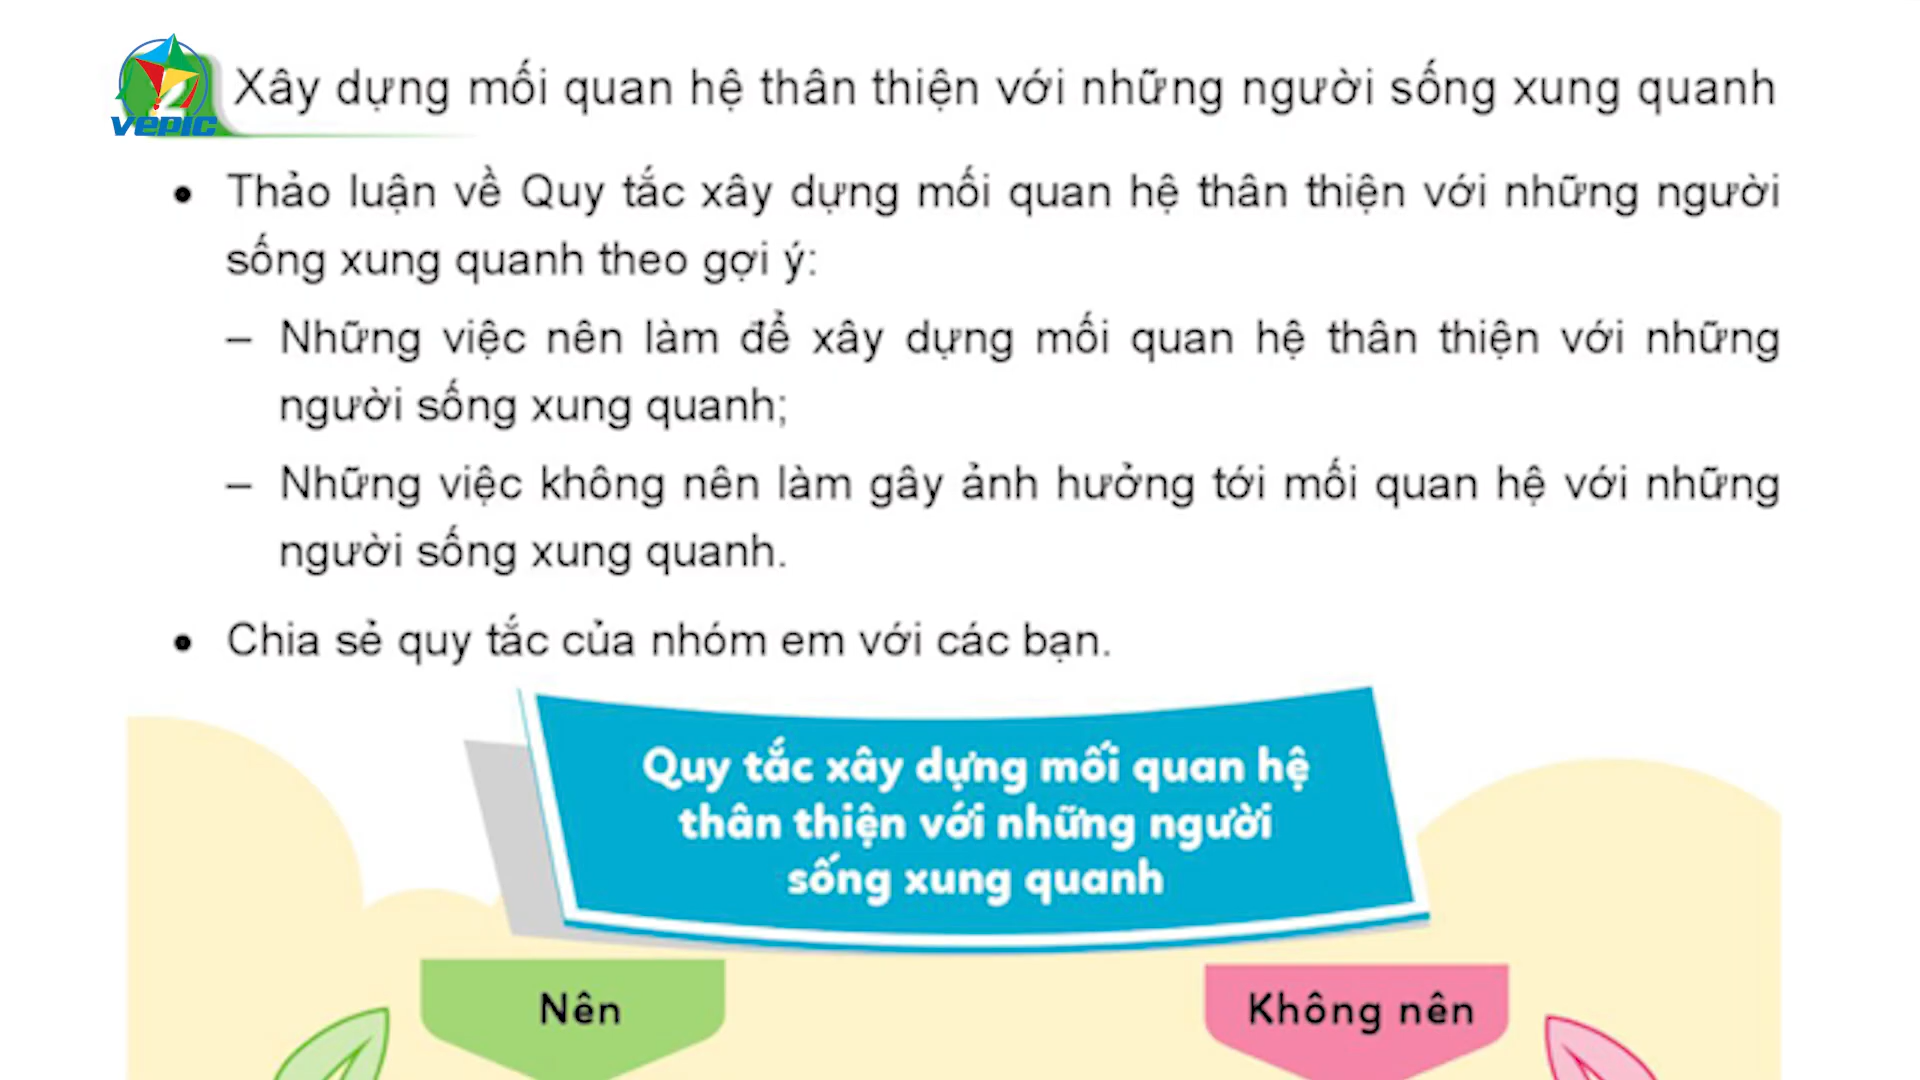 VEPIC
2
Xây dựng mối quan hệ thân thiện với những người sống xung quanh
• Thảo luận về Quy tắc xây dựng mối quan hệ thân thiện với những người
sống xung quanh theo gợi ý:
– Những việc nên làm để xây dựng mối quan hệ thân thiện với những
người sống xung quanh;
– Những việc không nên làm gây ảnh hưởng tới mối quan hệ với những
người sống xung quanh.
• Chia sẻ quy tắc của nhóm em với các bạn.
Quy tắc xây dựng mối quan hệ
thân thiện với những người
sống xung quanh
Nên
Không nên